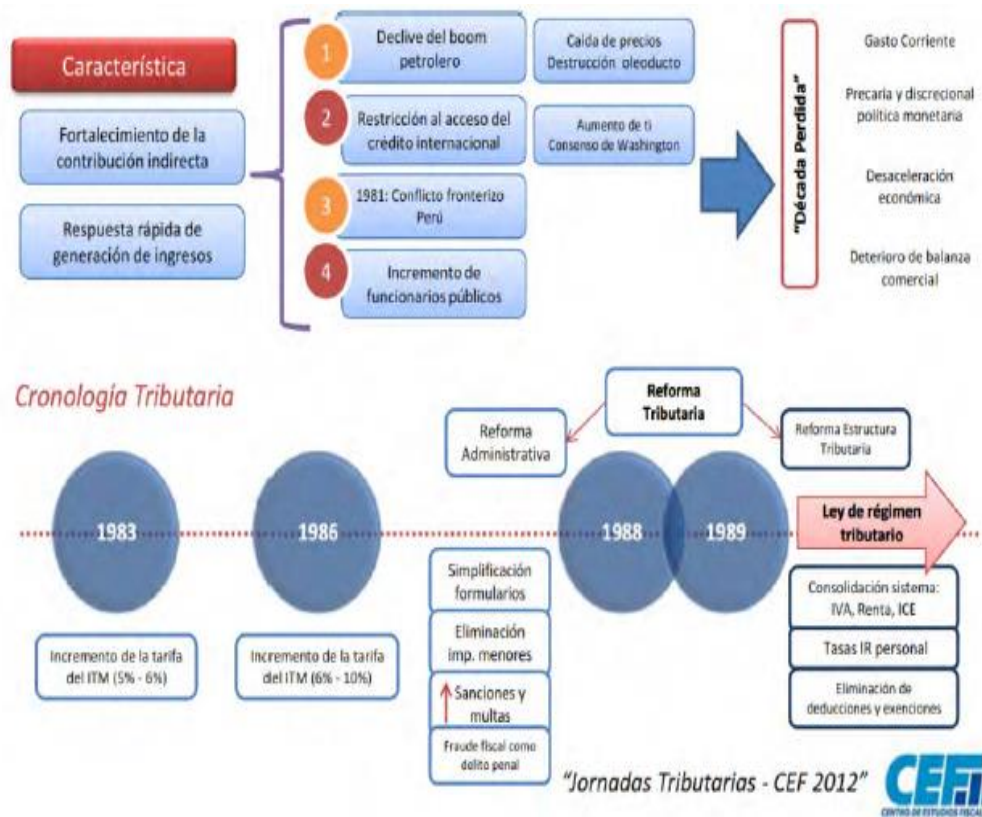 Característica
Fortalecimiento de la
contribución indirecta
Respuesta rápida de
generación de ingresos
1
Declive del boom
petrolero
Caída de precios
Destrucción oleoducto
2
Restricción al acceso del
crédito internacional
Aumento de ti
Consenso de Washington
3
1981: Conflicto fronterizo
Perú
4
Incremento de
funcionarios públicos
"Década Perdida"
Gasto Corriente
Precaria y discrecional
política monetaria
Desaceleración
económica
Deterioro de balanza
comercial
Cronología Tributaria
1983
Incremento de la tarifa
del ITM (5% - 6%)
1986
Incremento de la tarifa
del ITM (6% - 10%)
Reforma
Tributaria
Reforma
Administrativa
Reforma Estructura
Tributaria
1988
1989
Ley de régimen
tributario
Simplificación
formularios
Eliminación
imp. menores
Sanciones y
multas
Fraude fiscal como
delito penal
Consolidación sistema:
IVA, Renta, ICE
Tasas IR personal
Eliminación de
deducciones y exenciones
"Jornadas Tributarias - CEF 2012"
CEF
CENTRO DE ESTUDIOS FISCALES